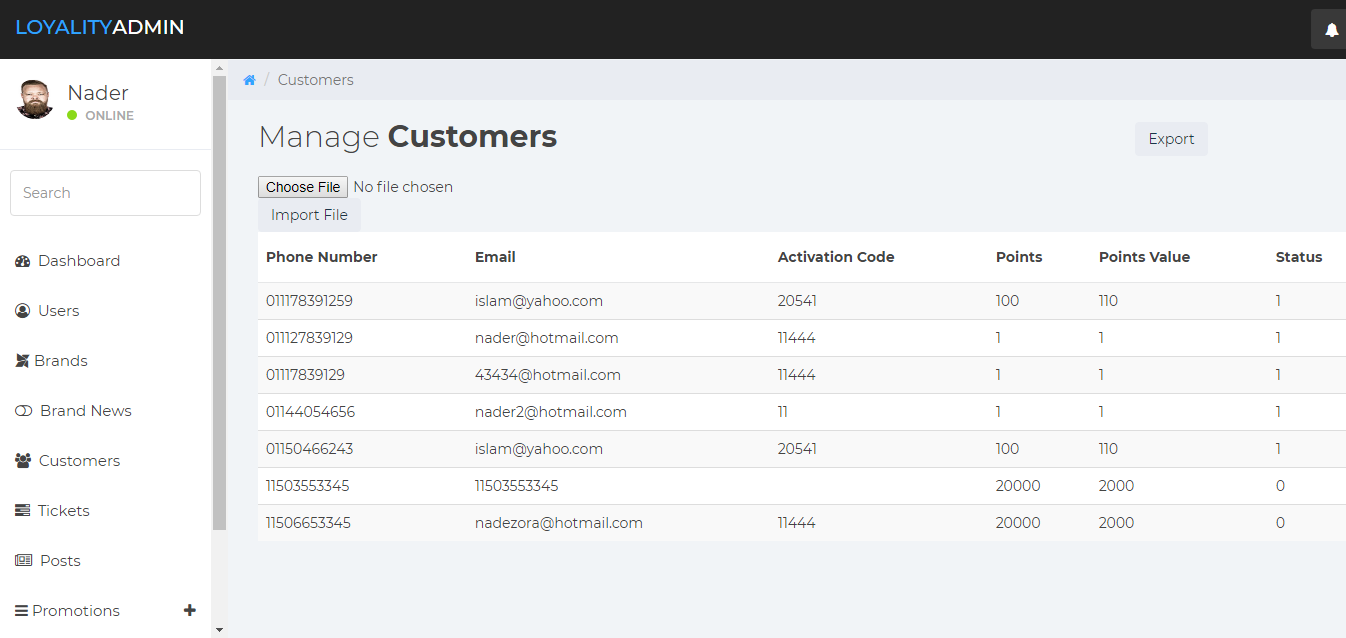 LOYALITYADMIN
Nader
ONLINE
Search
Dashboard
Users
Brands
Brand News
Customers
Tickets
Posts
Promotions
/ Customers
Manage Customers
Export
Choose File No file chosen
Import File
Phone Number Email Activation Code Points Points Value Status
011178391259 islam@yahoo.com 20541 100 110 1
011127839129 nader@hotmail.com 11444 1 1 1
01117839129 43434@hotmail.com 11444 1 1 1
01144054656 nader2@hotmail.com 11 1 1 1
01150466243 islam@yahoo.com 20541 100 110 1
11503553345 11503553345 20000 2000 0
11506653345 nadezora@hotmail.com 11444 20000 2000 0